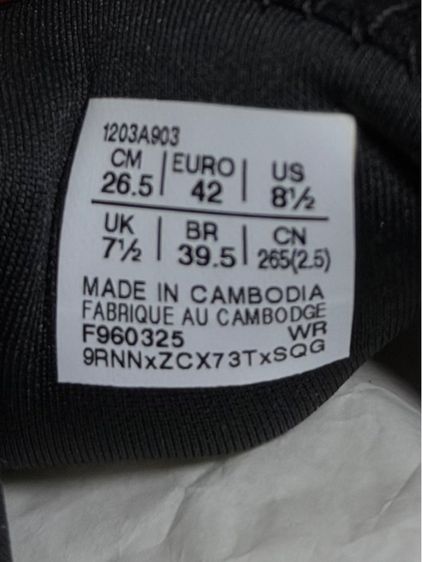 1203A903
CM | EURO | US
26.5 | 42 | 8½
UK | BR | CN
7½ | 39.5 | 265(2.5)
MADE IN CAMBODIA
FABRIQUE AU CAMBODGE
F960325 WR
9RNNxZCX73TxSQG